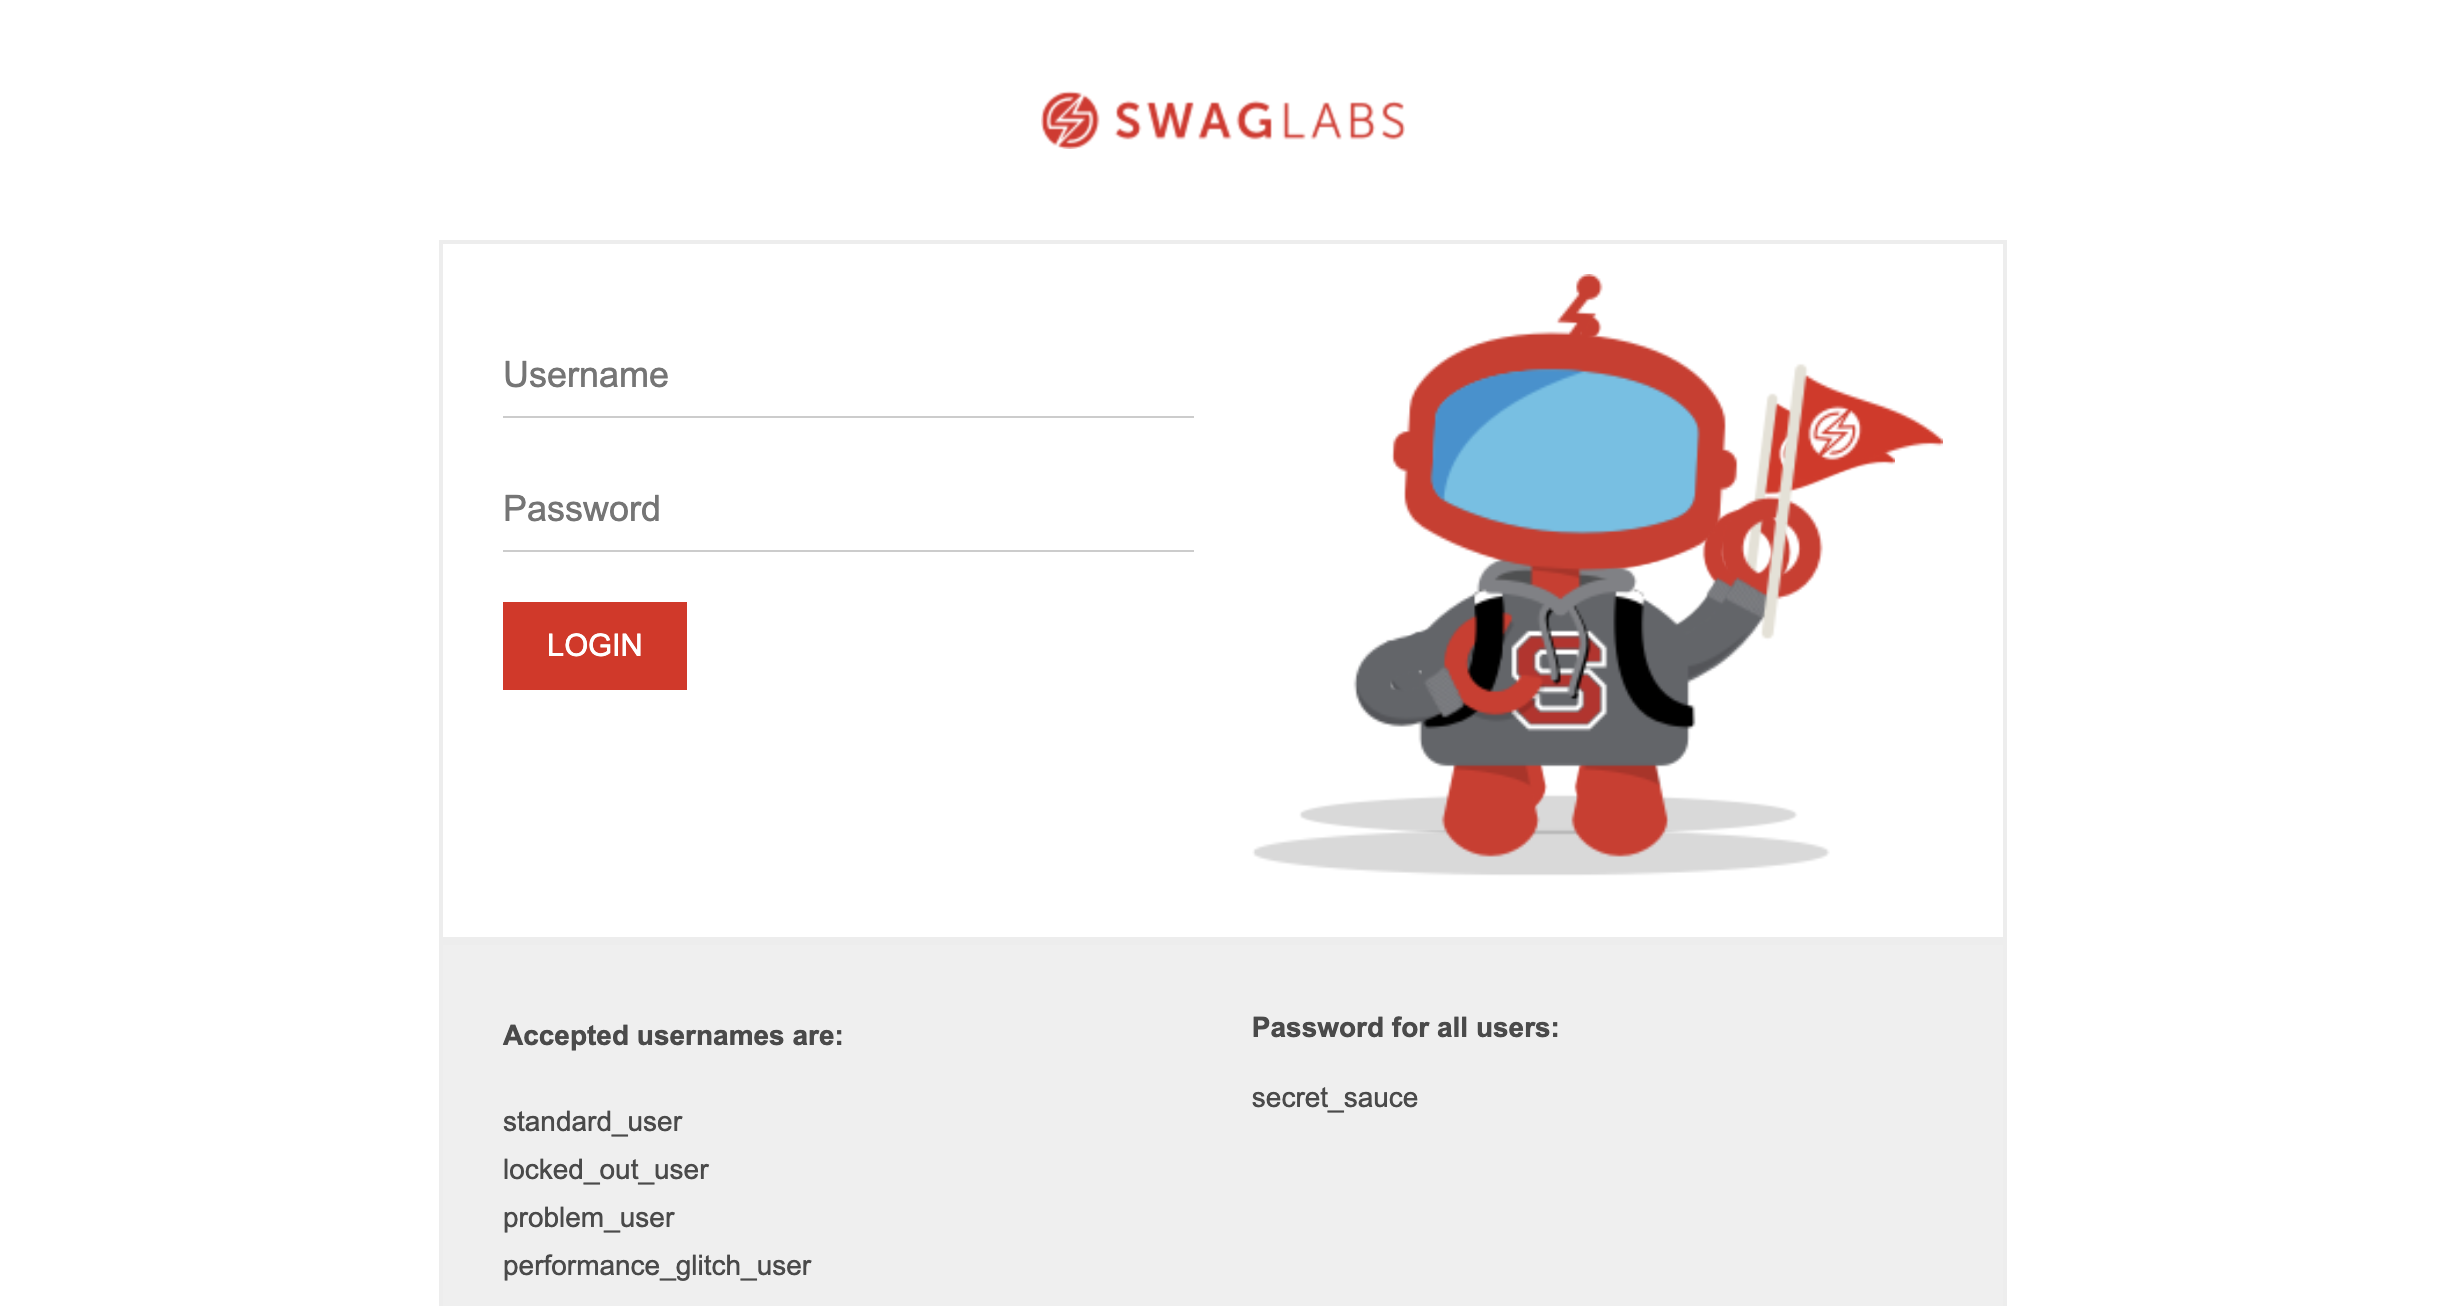 SWAGLABS
Username
Password
LOGIN
S
Accepted usernames are:
standard_user
locked_out_user
problem_user
performance_glitch_user
Password for all users:
secret_sauce